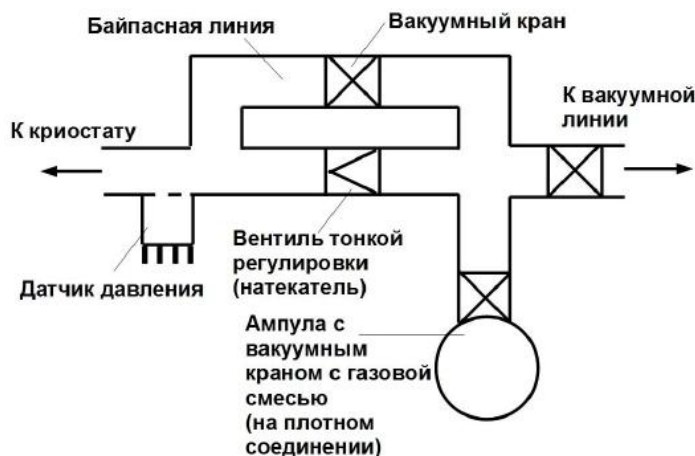 Байпасная линия
Вакуумный кран
К криостату
К вакуумной
линии
Датчик давления
Вентиль тонкой
регулировки
(натекатель)
Ампула с
вакуумным
краном с газовой
смесью
(на плотном
соединении)